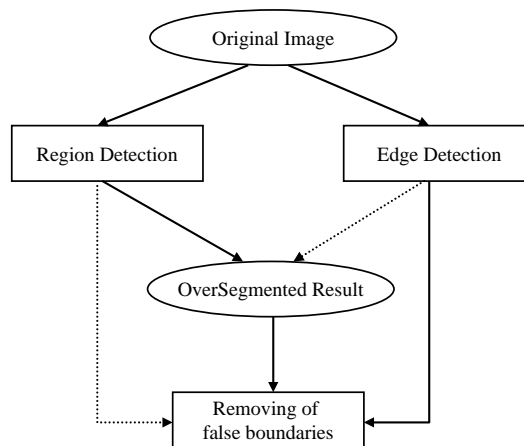 Original Image
Region Detection
Edge Detection
OverSegmented Result
Removing of
false boundaries